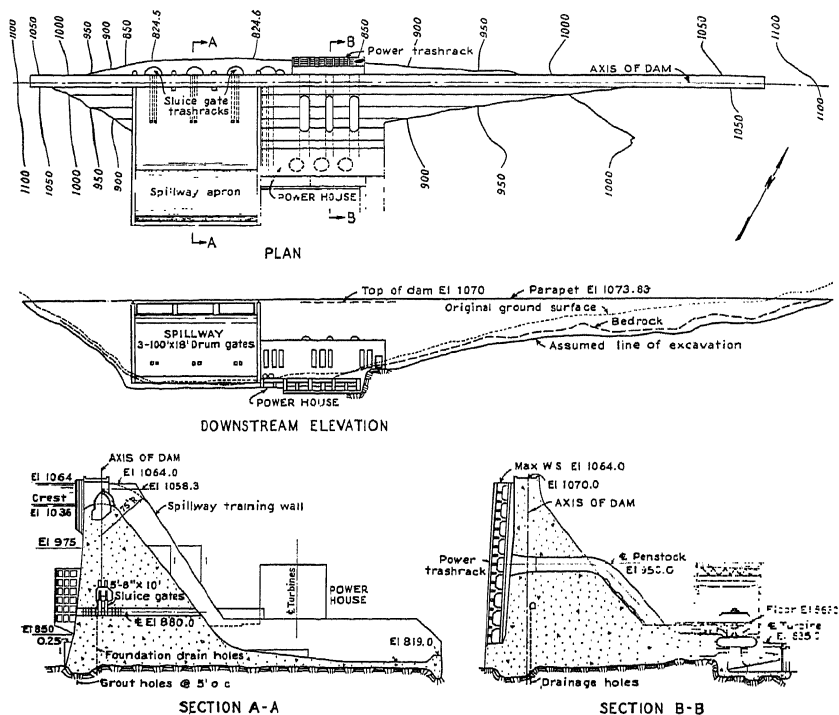 1100
1050
1000
950
900
850
824.5
824.6
850
900
950
1000
1050
1100
A
B
Power trashrack
AXIS OF DAM
Sluice gate
trashracks
1050
1100
1100
1050
1000
950
900
900
950
1000
Spillway apron
POWER HOUSE
A
B
PLAN
Top of dam El 1070
Parapet El 1073.83
Original ground surface
Bedrock
Assumed line of excavation
SPILLWAY
3-100'x18' Drum gates
POWER HOUSE
DOWNSTREAM ELEVATION
AXIS OF DAM
El 1064.0
El 1064
El 1058.3
Crest
El 1036
75' R
Spillway training wall
El 975
5'-8" x 10'
Sluice gates
℄ Turbines
POWER
HOUSE
℄ El 880.0
El 850
0.25
El 819.0
Foundation drain holes
Grout holes @ 5' o c
SECTION A-A
Max WS El 1064.0
El 1070.0
AXIS OF DAM
Power
trashrack
℄ Penstock
Floor
℄ Turbine
Drainage holes
SECTION B-B